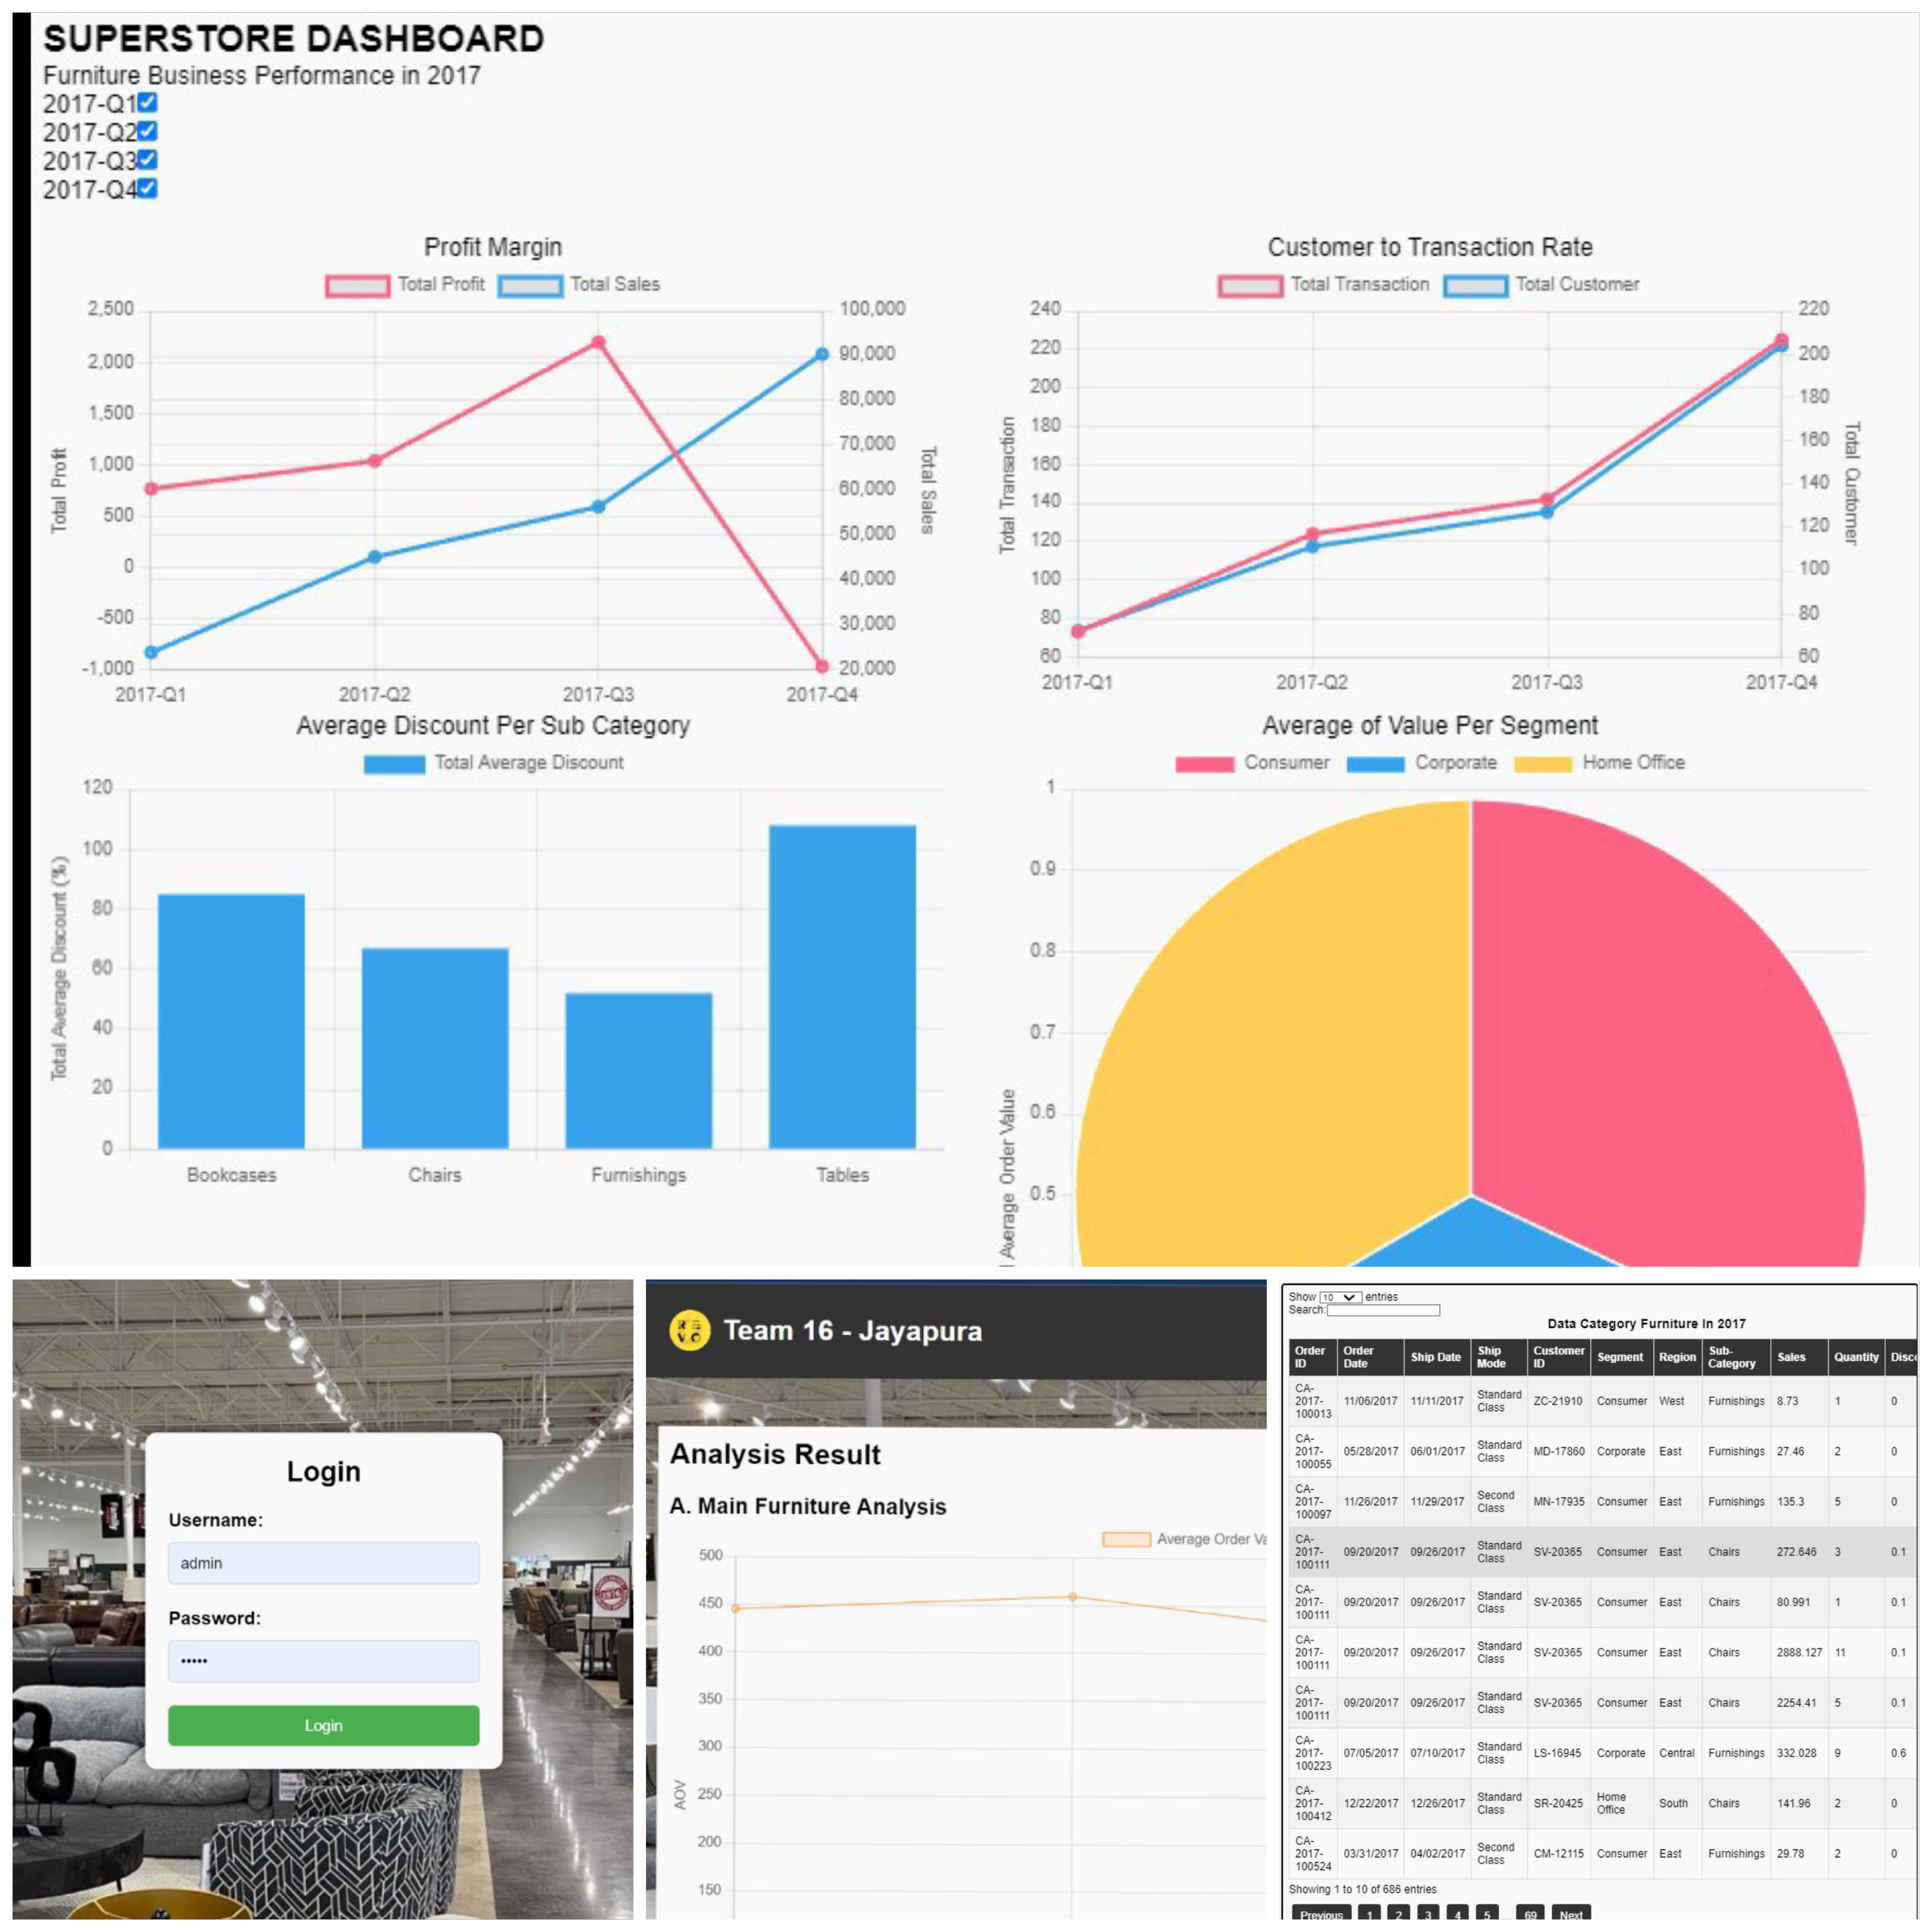 SUPERSTORE DASHBOARD
Furniture Business Performance in 2017
2017-Q1
2017-Q2
2017-Q3
2017-Q4
Profit Margin
Total Profit Total Sales
2,500
2,000
1,500
1,000
500
0
-500
-1,000
Total Profit
100,000
90,000
80,000
70,000
60,000
50,000
40,000
30,000
20,000
Total Sales
2017-Q1 2017-Q2 2017-Q3 2017-Q4
Customer to Transaction Rate
Total Transaction Total Customer
240
220
200
180
160
140
120
100
80
60
Total Transaction
220
200
180
160
140
120
100
80
60
Total Customer
2017-Q1 2017-Q2 2017-Q3 2017-Q4
Average Discount Per Sub Category
Total Average Discount
120
100
80
60
40
20
0
Total Average Discount (%)
Bookcases Chairs Furnishings Tables
Average of Value Per Segment
Consumer Corporate Home Office
1
0.9
0.8
0.7
0.6
0.5
Average Order Value
Login
Username:
admin
Password:
Login
Family
Team 16 - Jayapura
Analysis Result
A. Main Furniture Analysis
Average Order Va
500
450
400
350
300
250
200
150
AOV
Show 10 entries
Search:
Data Category Furniture In 2017
Order ID Order Date Ship Date Ship Mode Customer ID Segment Region Sub-Category Sales Quantity Disc
CA-2017-100013 11/06/2017 11/11/2017 Standard Class ZC-21910 Consumer West Furnishings 8.73 1 0
CA-2017-100055 05/28/2017 06/01/2017 Standard Class MD-17860 Corporate East Furnishings 27.46 2 0
CA-2017-100097 11/26/2017 11/29/2017 Second Class MN-17935 Consumer East Furnishings 135.3 5 0
CA-2017-100111 09/20/2017 09/26/2017 Standard Class SV-20365 Consumer East Chairs 272.646 3 0.1
CA-2017-100111 09/20/2017 09/26/2017 Standard Class SV-20365 Consumer East Chairs 80.991 1 0.1
CA-2017-100111 09/20/2017 09/26/2017 Standard Class SV-20365 Consumer East Chairs 2888.127 11 0.1
CA-2017-100111 09/20/2017 09/26/2017 Standard Class SV-20365 Consumer East Chairs 2254.41 5 0.1
CA-2017-100223 07/05/2017 07/10/2017 Standard Class LS-16945 Corporate Central Furnishings 332.028 9 0.6
CA-2017-100412 12/22/2017 12/26/2017 Standard Class SR-20425 Home Office South Chairs 141.96 2 0
CA-2017-100524 03/31/2017 04/02/2017 Second Class CM-12115 Consumer East Furnishings 29.78 2 0
Showing 1 to 10 of 686 entries
Previous 1 2 3 4 5 ... 69 Next